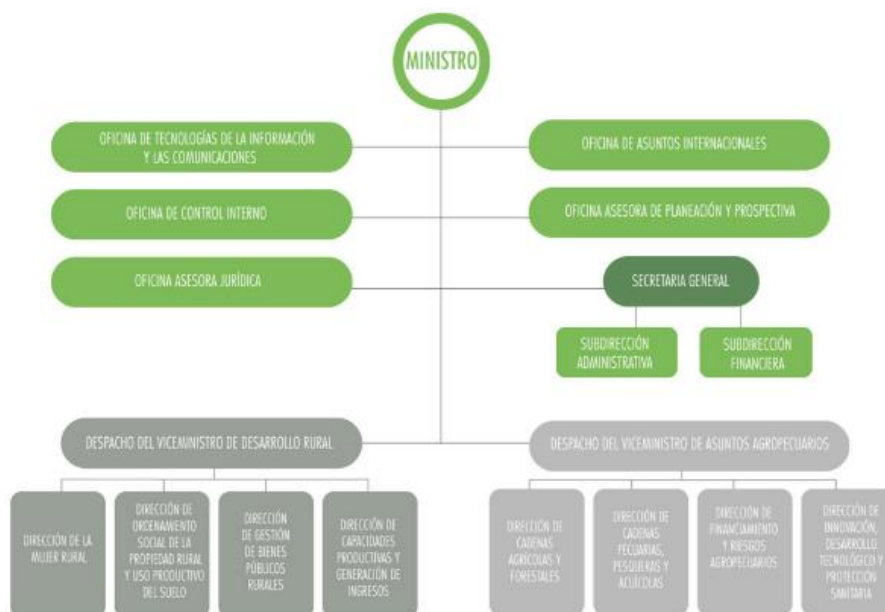 MINISTRO
OFICINA DE TECNOLOGÍAS DE LA INFORMACIÓN
Y LAS COMUNICACIONES
OFICINA DE ASUNTOS INTERNACIONALES
OFICINA DE CONTROL INTERNO
OFICINA ASESORA DE PLANEACIÓN Y PROSPECTIVA
OFICINA ASESORA JURÍDICA
SECRETARIA GENERAL
SUBDIRECCIÓN
ADMINISTRATIVA
SUBDIRECCIÓN
FINANCIERA
DESPACHO DEL VICEMINISTRO DE DESARROLLO RURAL
DESPACHO DEL VICEMINISTRO DE ASUNTOS AGROPECUARIOS
DIRECCIÓN DE LA
MUJER RURAL
DIRECCIÓN DE
ORDENAMIENTO
SOCIAL DE LA
PROPIEDAD RURAL
Y USO PRODUCTIVO
DEL SUELO
DIRECCIÓN
DE GESTIÓN
DE BIENES
PÚBLICOS
RURALES
DIRECCIÓN DE
CAPACIDADES
PRODUCTIVAS Y
GENERACIÓN DE
INGRESOS
DIRECCIÓN DE
CADENAS
AGRÍCOLAS Y
FORESTALES
DIRECCIÓN DE
CADENAS
PECUARIAS,
PESQUERAS Y
ACUÍCOLAS
DIRECCIÓN DE
FINANCIAMIENTO
Y RIESGOS
AGROPECUARIOS
DIRECCIÓN DE
INNOVACIÓN,
DESARROLLO
TECNOLÓGICO Y
PROTECCIÓN
SANITARIA